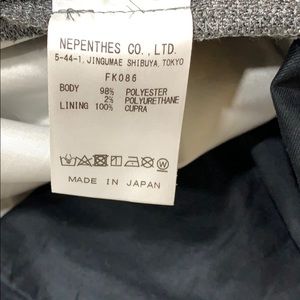 NEPENTHES CO., LTD.
5-44-1, JINGUMAE SHIBUYA, TOKYO
FK086
BODY 98% POLYESTER
2% POLYURETHANE
LINING 100% CUPRA
MADE IN JAPAN